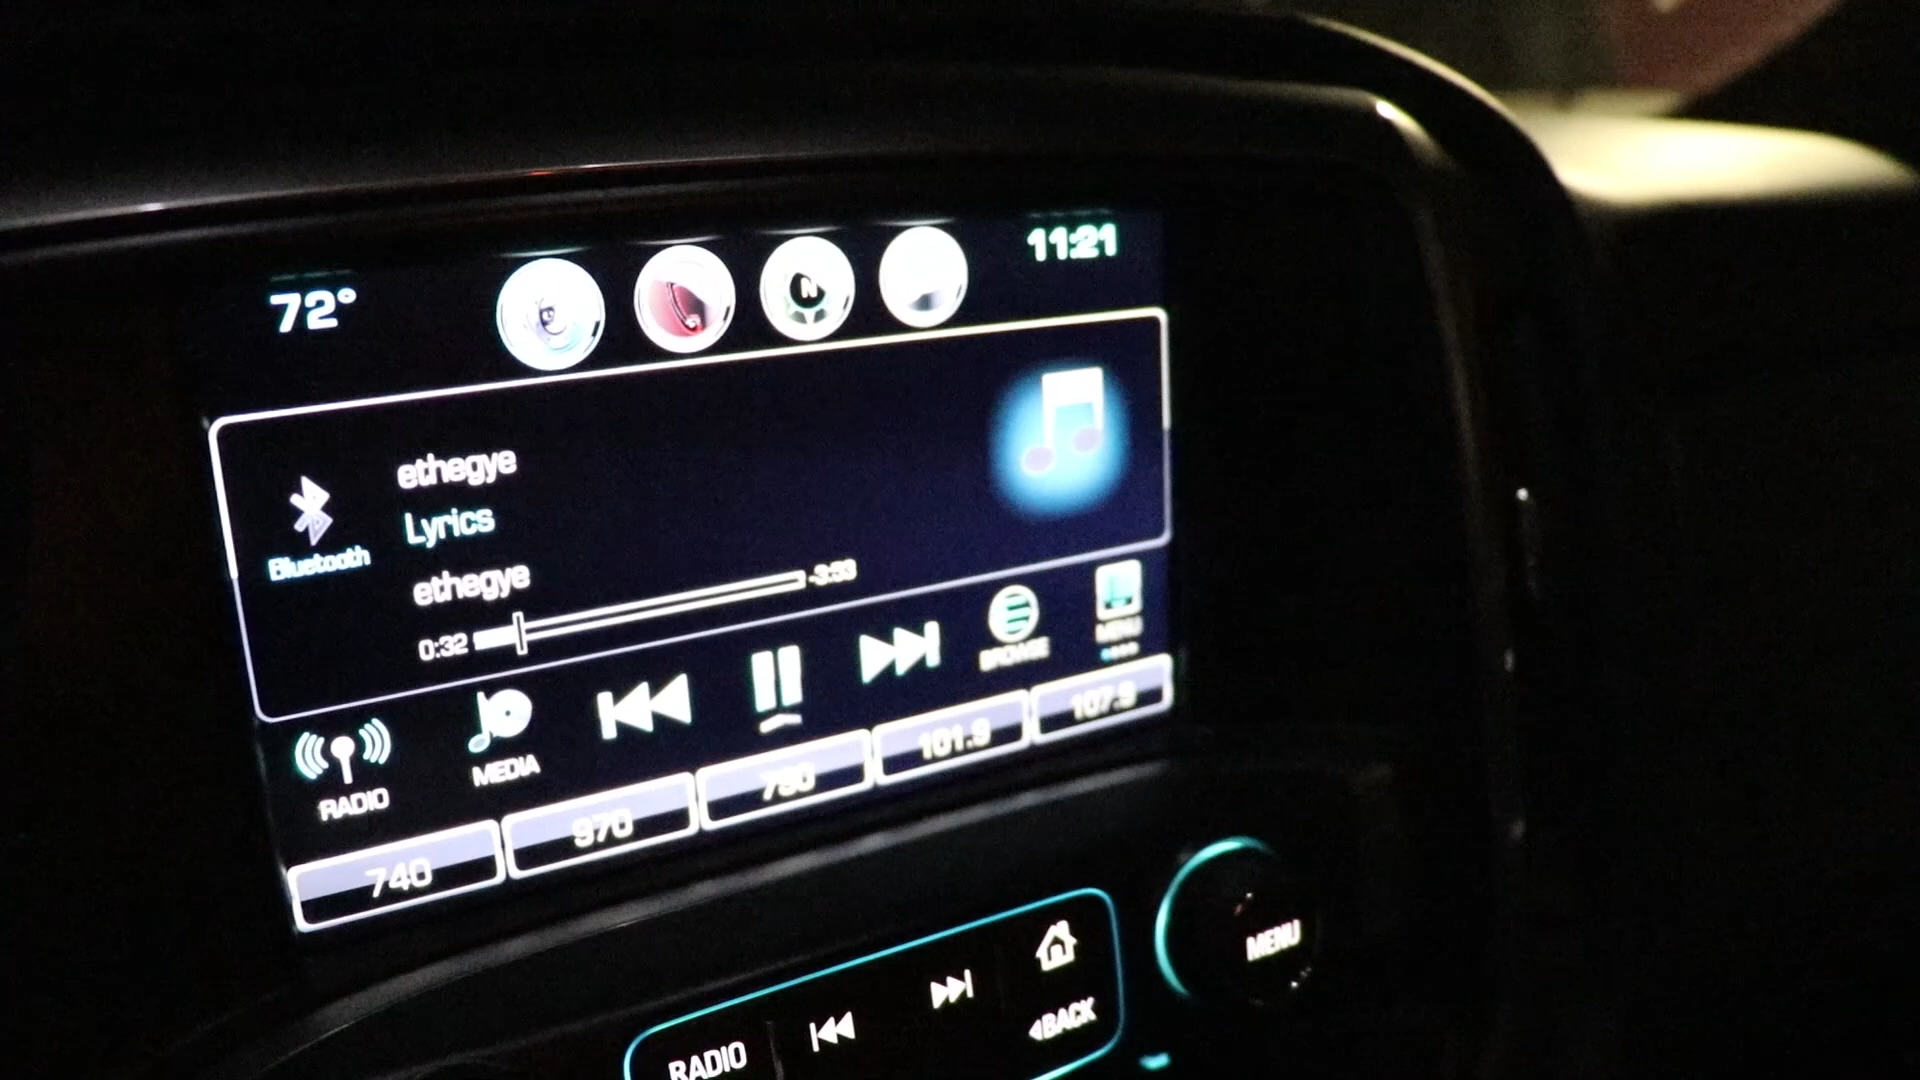 72°
N
11:21
ethegye
Lyrics
Bluetooth
ethegye
0:32
-3:53
BROWSE
MENU
RADIO
MEDIA
740
970
101.9
107.9
MENU
BACK
RADIO